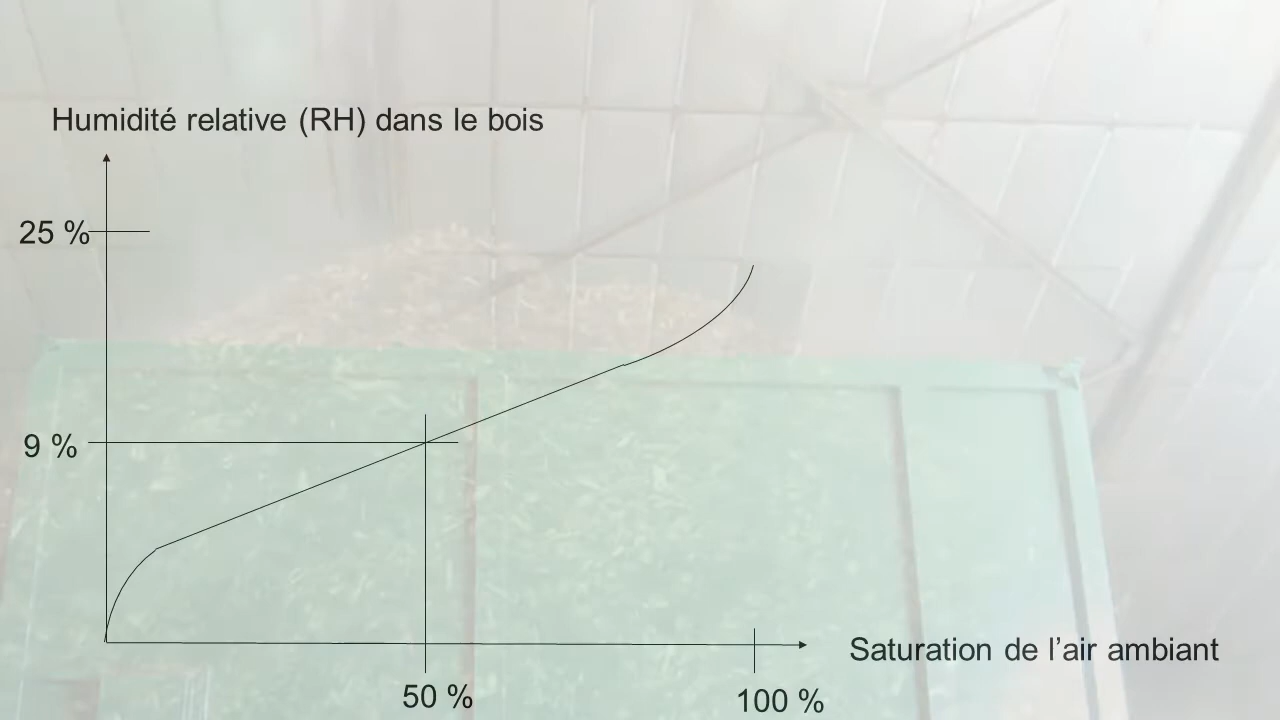 Humidité relative (RH) dans le bois
25 %
9 %
Saturation de l’air ambiant
50 %
100 %